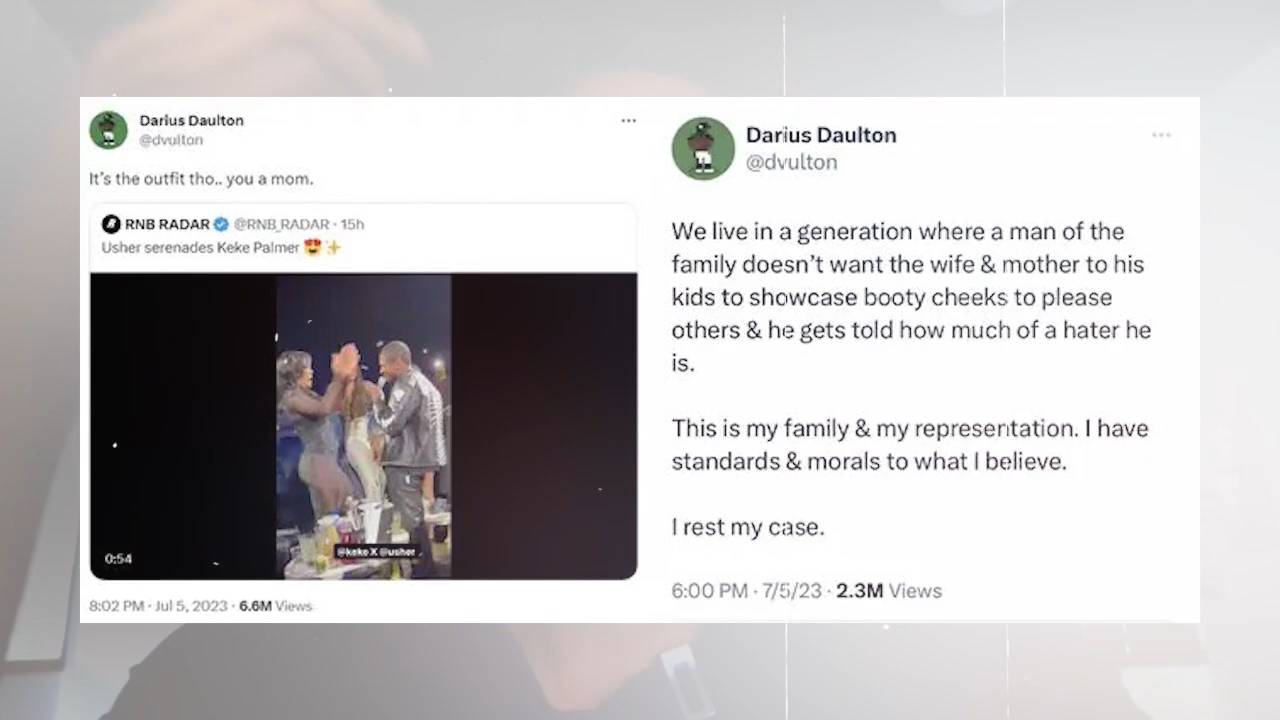 Darius Daulton
@dvulton
It's the outfit tho.. you a mom.
RNB RADAR @RNB_RADAR · 15h
Usher serenades Keke Palmer 😍✨
@keke X @usher
0:54
8:02 PM · Jul 5, 2023 · 6.6M Views
Darius Daulton
@dvulton
We live in a generation where a man of the
family doesn't want the wife & mother to his
kids to showcase booty cheeks to please
others & he gets told how much of a hater he
is.
This is my family & my representation. I have
standards & morals to what I believe.
I rest my case.
6:00 PM · 7/5/23 · 2.3M Views